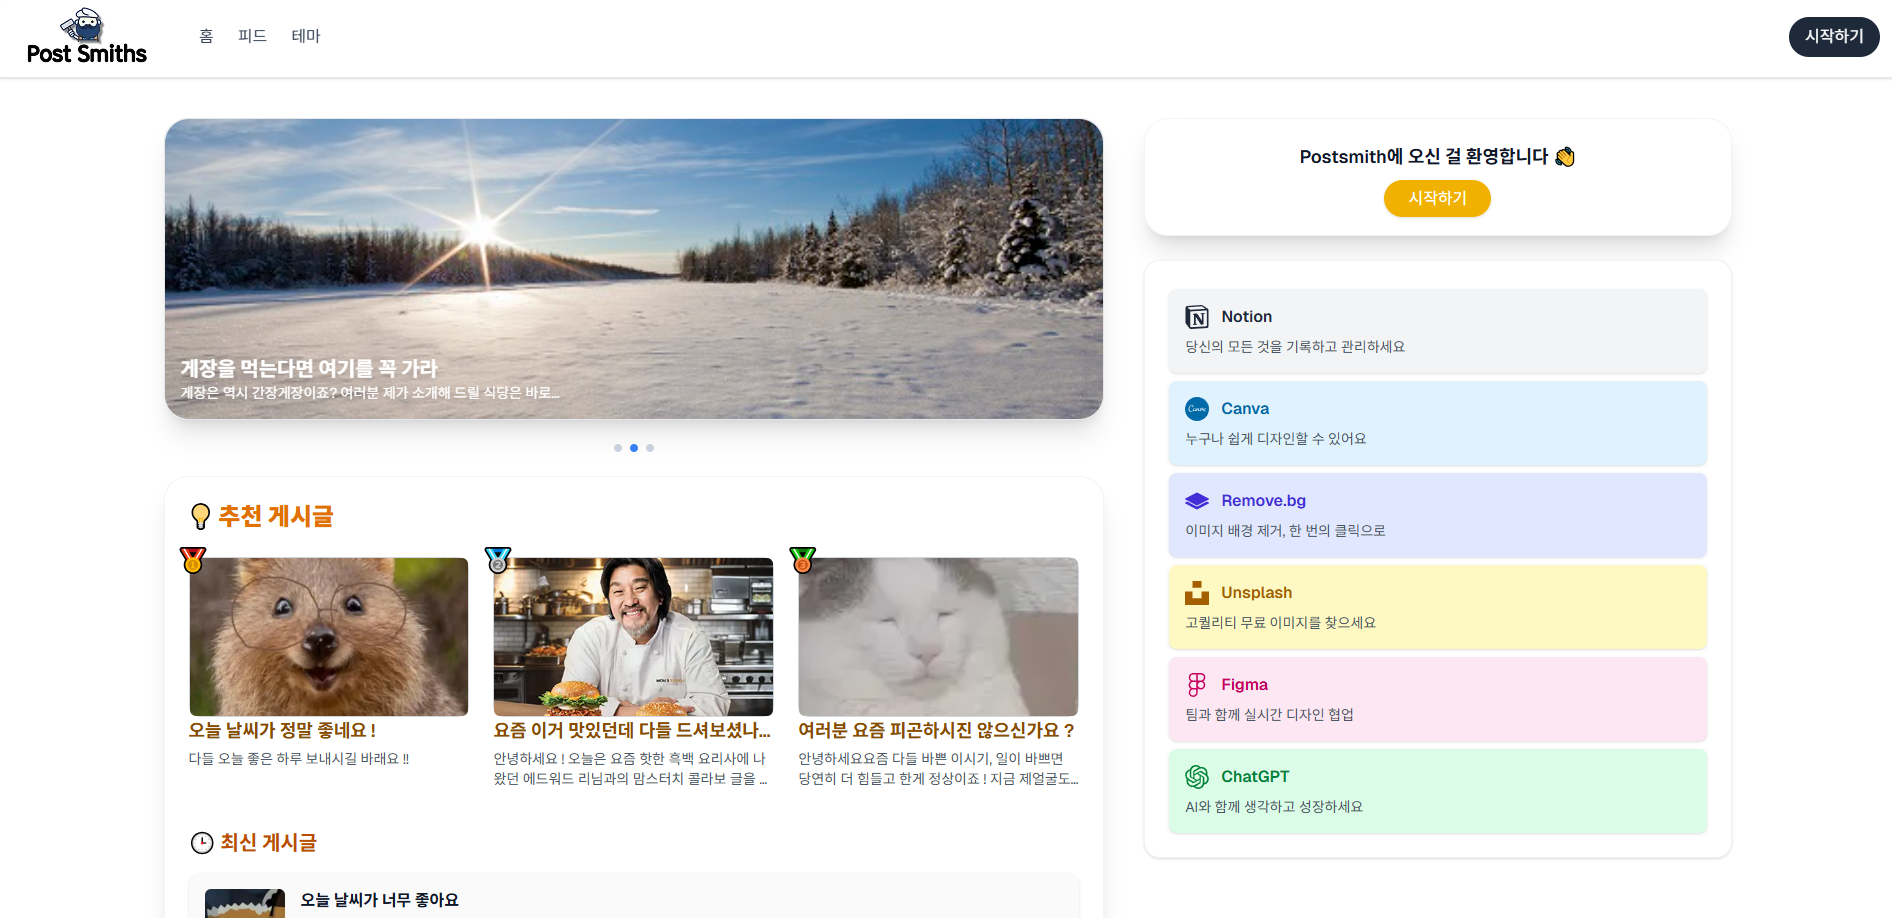 Post Smiths
홈
피드
테마
시작하기
게장을 먹는다면 여기를 꼭 가라
게장은 역시 간장게장이죠? 여러분 제가 소개해 드릴 식당은 바로...
추천 게시글
1
2
3
오늘 날씨가 정말 좋네요 !
다들 오늘 좋은 하루 보내시길 바래요 !!
요즘 이거 맛있던데 다들 드셔보셨나...
안녕하세요 ! 오늘은 요즘 핫한 흑백 요리사에 나
왔던 에드워드 리님과의 맘스터치 콜라보 글을 ...
여러분 요즘 피곤하시진 않으신가요 ?
안녕하세요요즘 다들 바쁜 이시기, 일이 바쁘면
당연히 더 힘들고 한게 정상이죠 ! 지금 제얼굴도...
최신 게시글
오늘 날씨가 너무 좋아요
Postsmith에 오신 걸 환영합니다 👏
시작하기
Notion
당신의 모든 것을 기록하고 관리하세요
Canva
Canva
누구나 쉽게 디자인할 수 있어요
Remove.bg
이미지 배경 제거, 한 번의 클릭으로
Unsplash
고퀄리티 무료 이미지를 찾으세요
Figma
팀과 함께 실시간 디자인 협업
ChatGPT
AI와 함께 생각하고 성장하세요